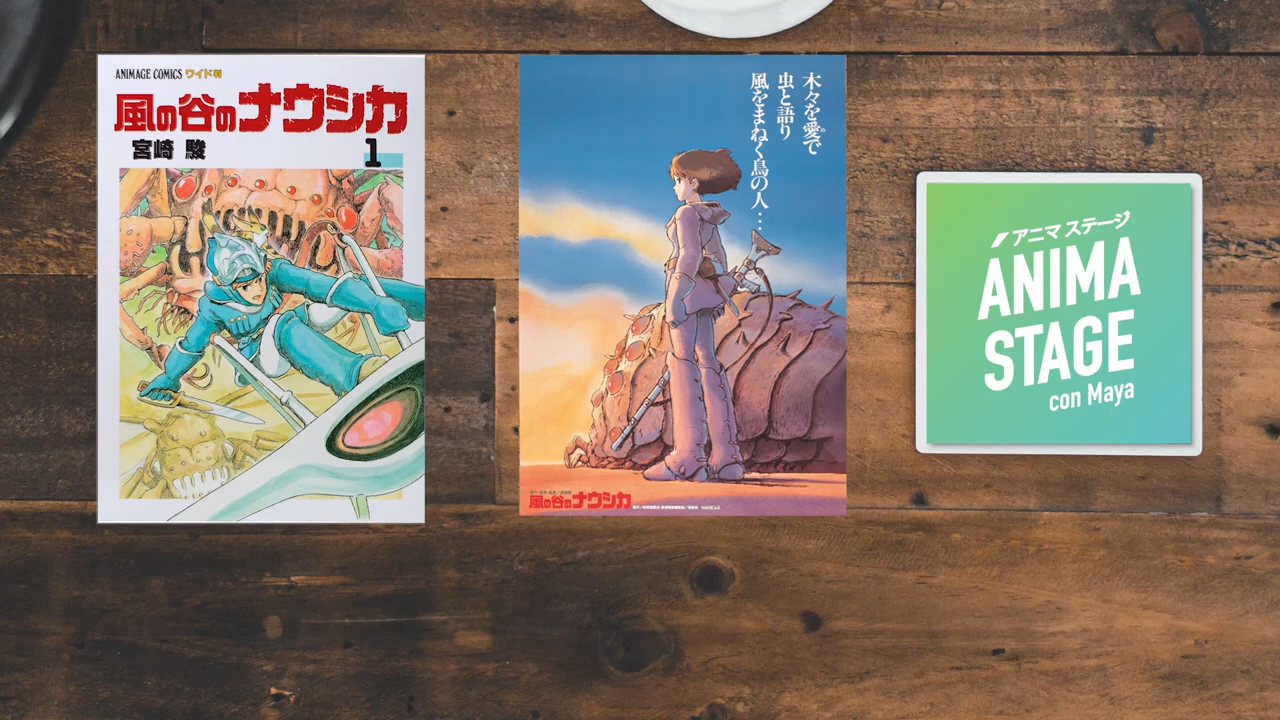 ANIMAGE COMICS ワイド判
風の谷のナウシカ
宮崎 駿
1
木々を愛で
虫と語り
風をまねく鳥の人…
風の谷のナウシカ
アニマ ステージ
ANIMA
STAGE
con Maya